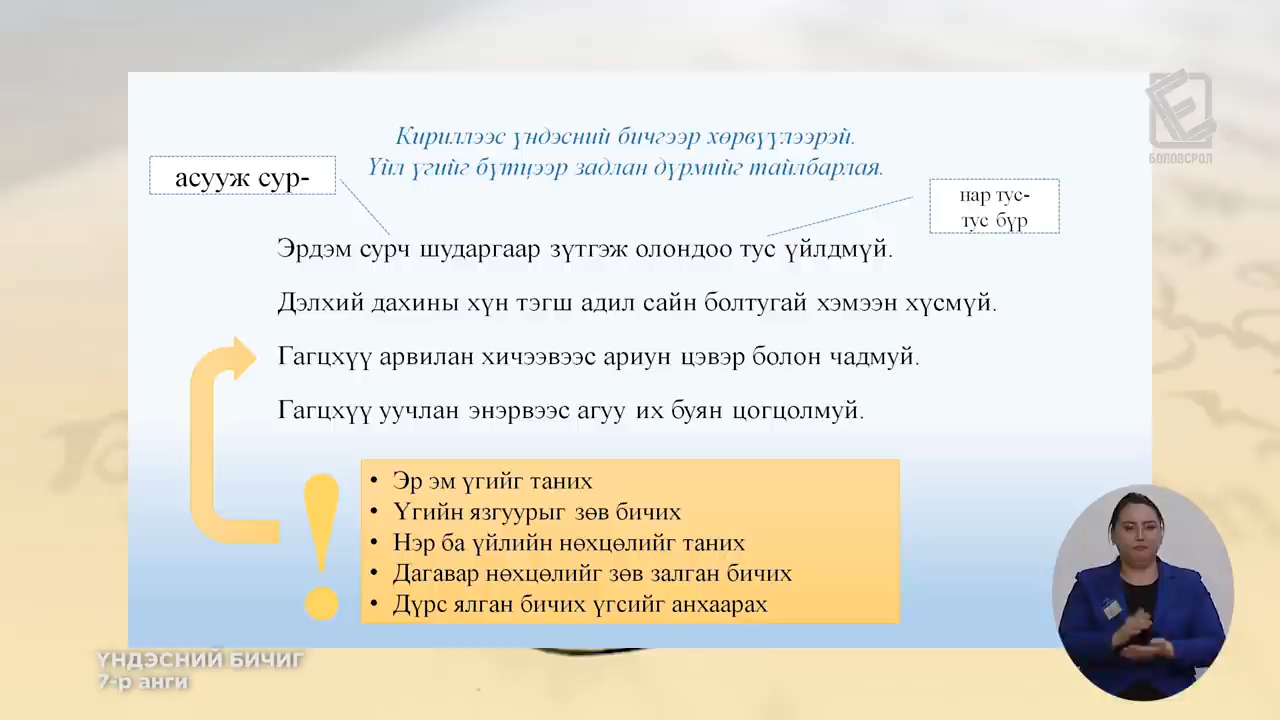 Кириллээс үндэсний бичгээр хөрвүүлээрэй.
Үйл үгийг бүтцээр задлан дүрмийг тайлбарлая.
асууж сур-
нар тус-
тус бүр
Эрдэм сурч шударгаар зүтгэж олондоо тус үйлдмүй.
Дэлхий дахины хүн тэгш адил сайн болтугай хэмээн хүсмүй.
Гагцхүү арвилан хичээвээс ариун цэвэр болон чадмуй.
Гагцхүү уучлан энэрвээс агуу их буян цогцолмуй.
!
• Эр эм үгийг таних
• Үгийн язгуурыг зөв бичих
• Нэр ба үйлийн нөхцөлийг таних
• Дагавар нөхцөлийг зөв залган бичих
• Дүрс ялган бичих үгсийг анхаарах
БОЛОВСРОЛ
ҮНДЭСНИЙ БИЧИГ
7-р анги